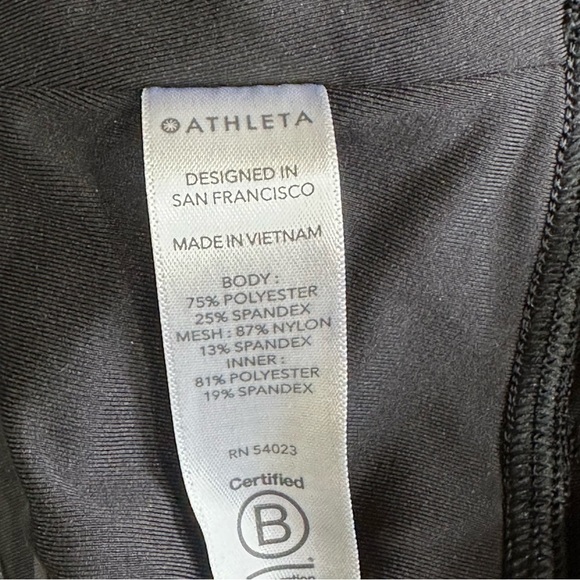 ATHLETA
DESIGNED IN
SAN FRANCISCO
MADE IN VIETNAM
BODY :
75% POLYESTER
25% SPANDEX
MESH : 87% NYLON
13% SPANDEX
INNER :
81% POLYESTER
19% SPANDEX
RN 54023
Certified
B